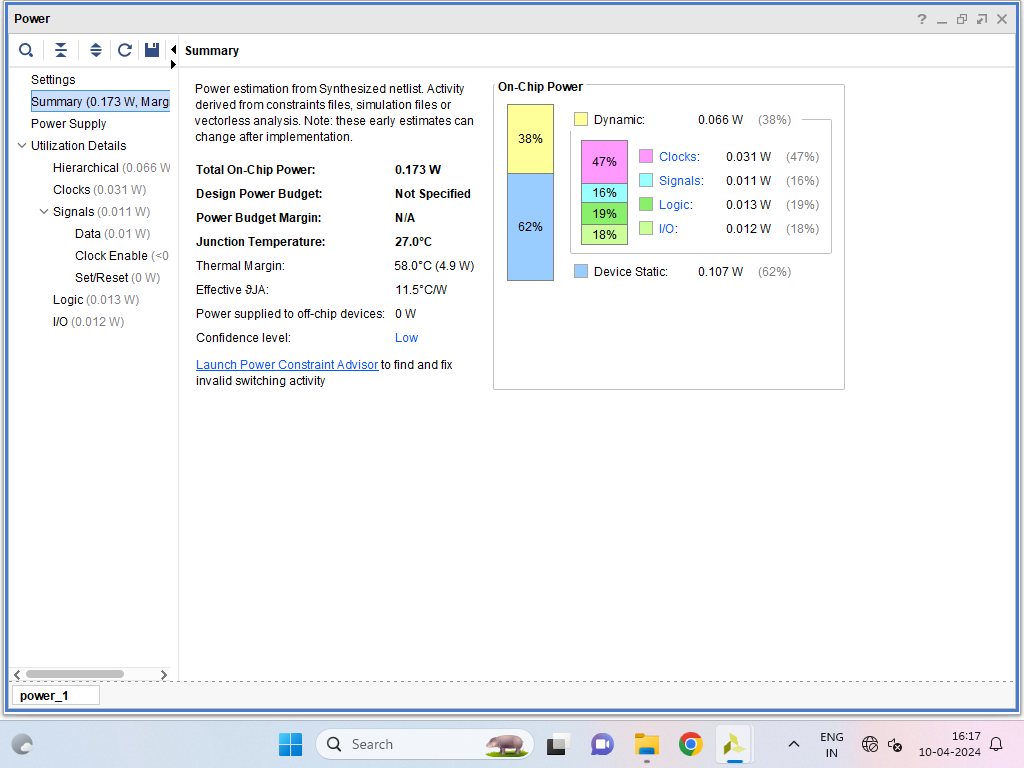 Power
?
Summary
Settings
Summary (0.173 W, Marg
Power Supply
Utilization Details
Hierarchical (0.066 W
Clocks (0.031 W)
Signals (0.011 W)
Data (0.01 W)
Clock Enable (<0
Set/Reset (0 W)
Logic (0.013 W)
I/O (0.012 W)
Power estimation from Synthesized netlist. Activity
derived from constraints files, simulation files or
vectorless analysis. Note: these early estimates can
change after implementation.
Total On-Chip Power: 0.173 W
Design Power Budget: Not Specified
Power Budget Margin: N/A
Junction Temperature: 27.0°C
Thermal Margin: 58.0°C (4.9 W)
Effective ϑJA: 11.5°C/W
Power supplied to off-chip devices: 0 W
Confidence level: Low
Launch Power Constraint Advisor to find and fix
invalid switching activity
On-Chip Power
38%
62%
Dynamic: 0.066 W (38%)
47%
16%
19%
18%
Clocks: 0.031 W (47%)
Signals: 0.011 W (16%)
Logic: 0.013 W (19%)
I/O: 0.012 W (18%)
Device Static: 0.107 W (62%)
power_1
Search
ENG
IN
16:17
10-04-2024